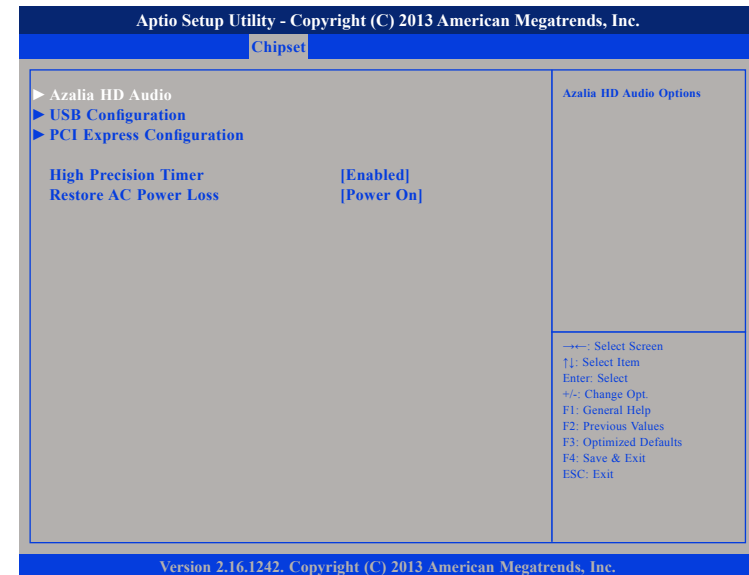 Aptio Setup Utility - Copyright (C) 2013 American Megatrends, Inc.
Chipset
► Azalia HD Audio
► USB Configuration
► PCI Express Configuration
High Precision Timer [Enabled]
Restore AC Power Loss [Power On]
Azalia HD Audio Options
→←: Select Screen
↑↓: Select Item
Enter: Select
+/-: Change Opt.
F1: General Help
F2: Previous Values
F3: Optimized Defaults
F4: Save & Exit
ESC: Exit
Version 2.16.1242. Copyright (C) 2013 American Megatrends, Inc.